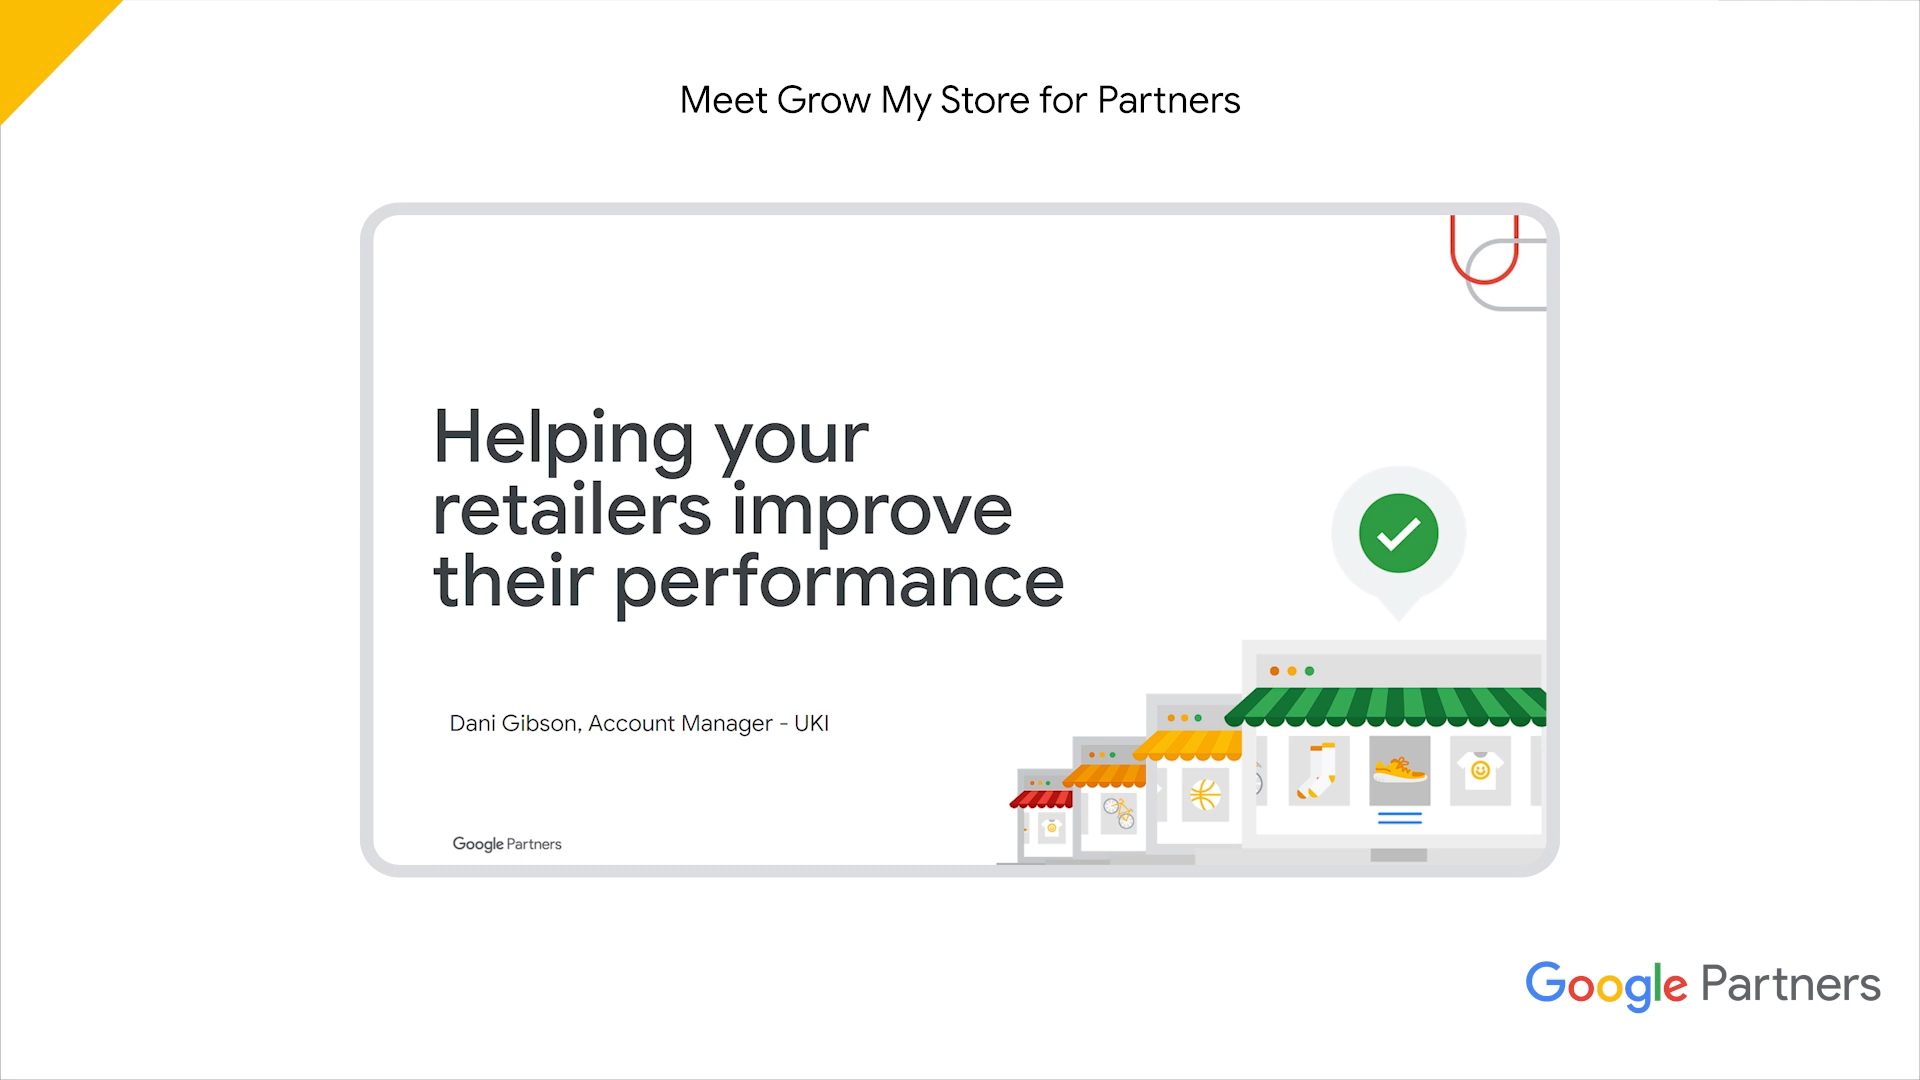 Meet Grow My Store for Partners
Helping your
retailers improve
their performance
Dani Gibson, Account Manager - UKI
Google Partners
Google Partners